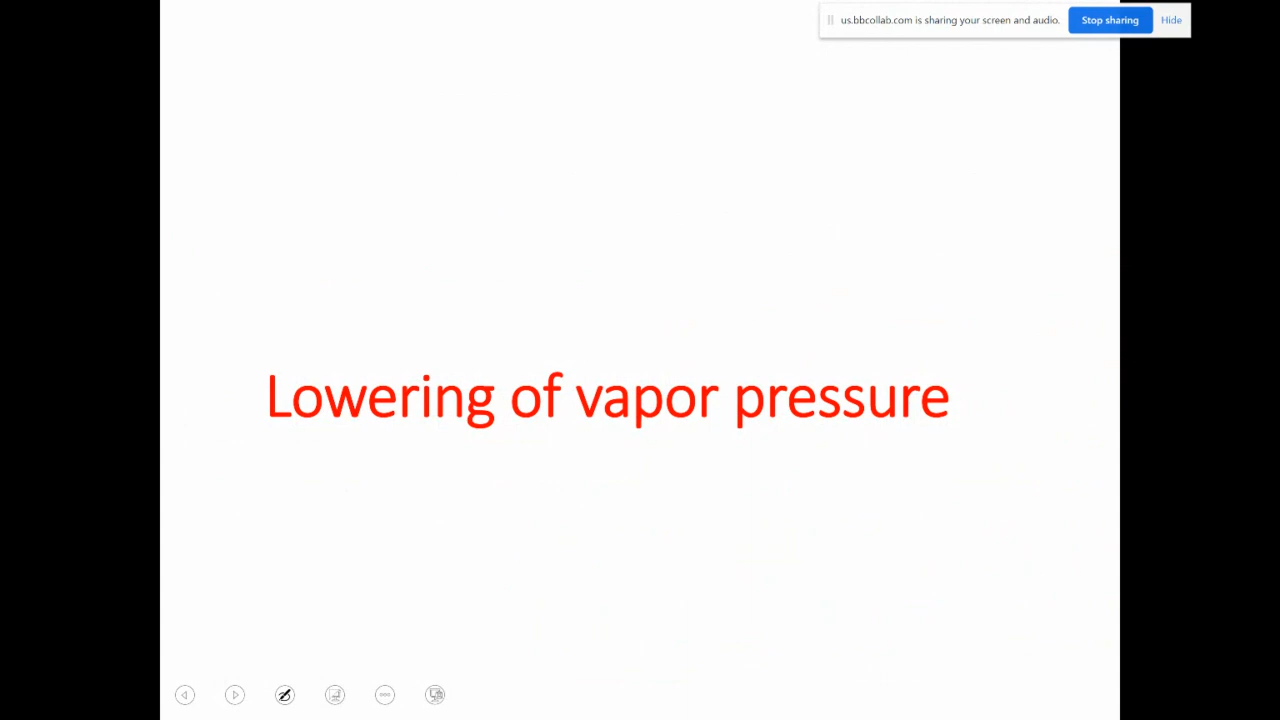 us.bbcollab.com is sharing your screen and audio. Stop sharing Hide
Lowering of vapor pressure